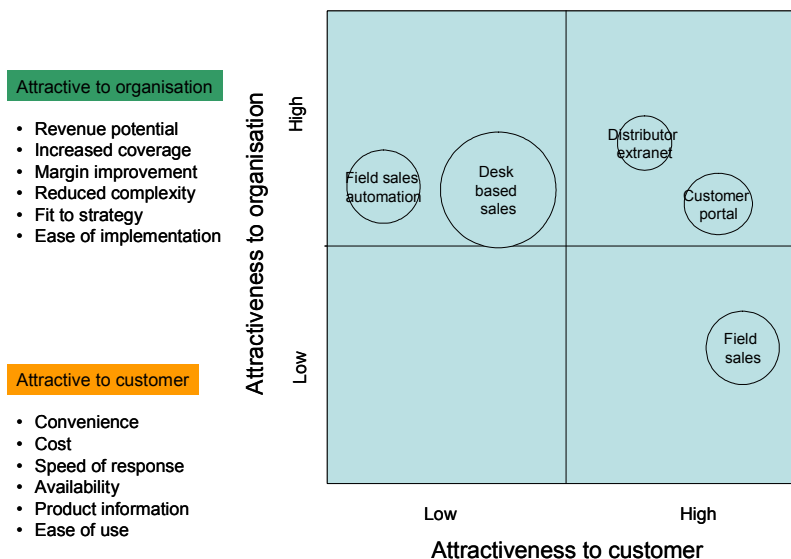 Attractive to organisation
• Revenue potential
• Increased coverage
• Margin improvement
• Reduced complexity
• Fit to strategy
• Ease of implementation
Attractive to customer
• Convenience
• Cost
• Speed of response
• Availability
• Product information
• Ease of use
Attractiveness to organisation
High
Low
Field sales
automation
Desk
based
sales
Distributor
extranet
Customer
portal
Field
sales
Low
High
Attractiveness to customer